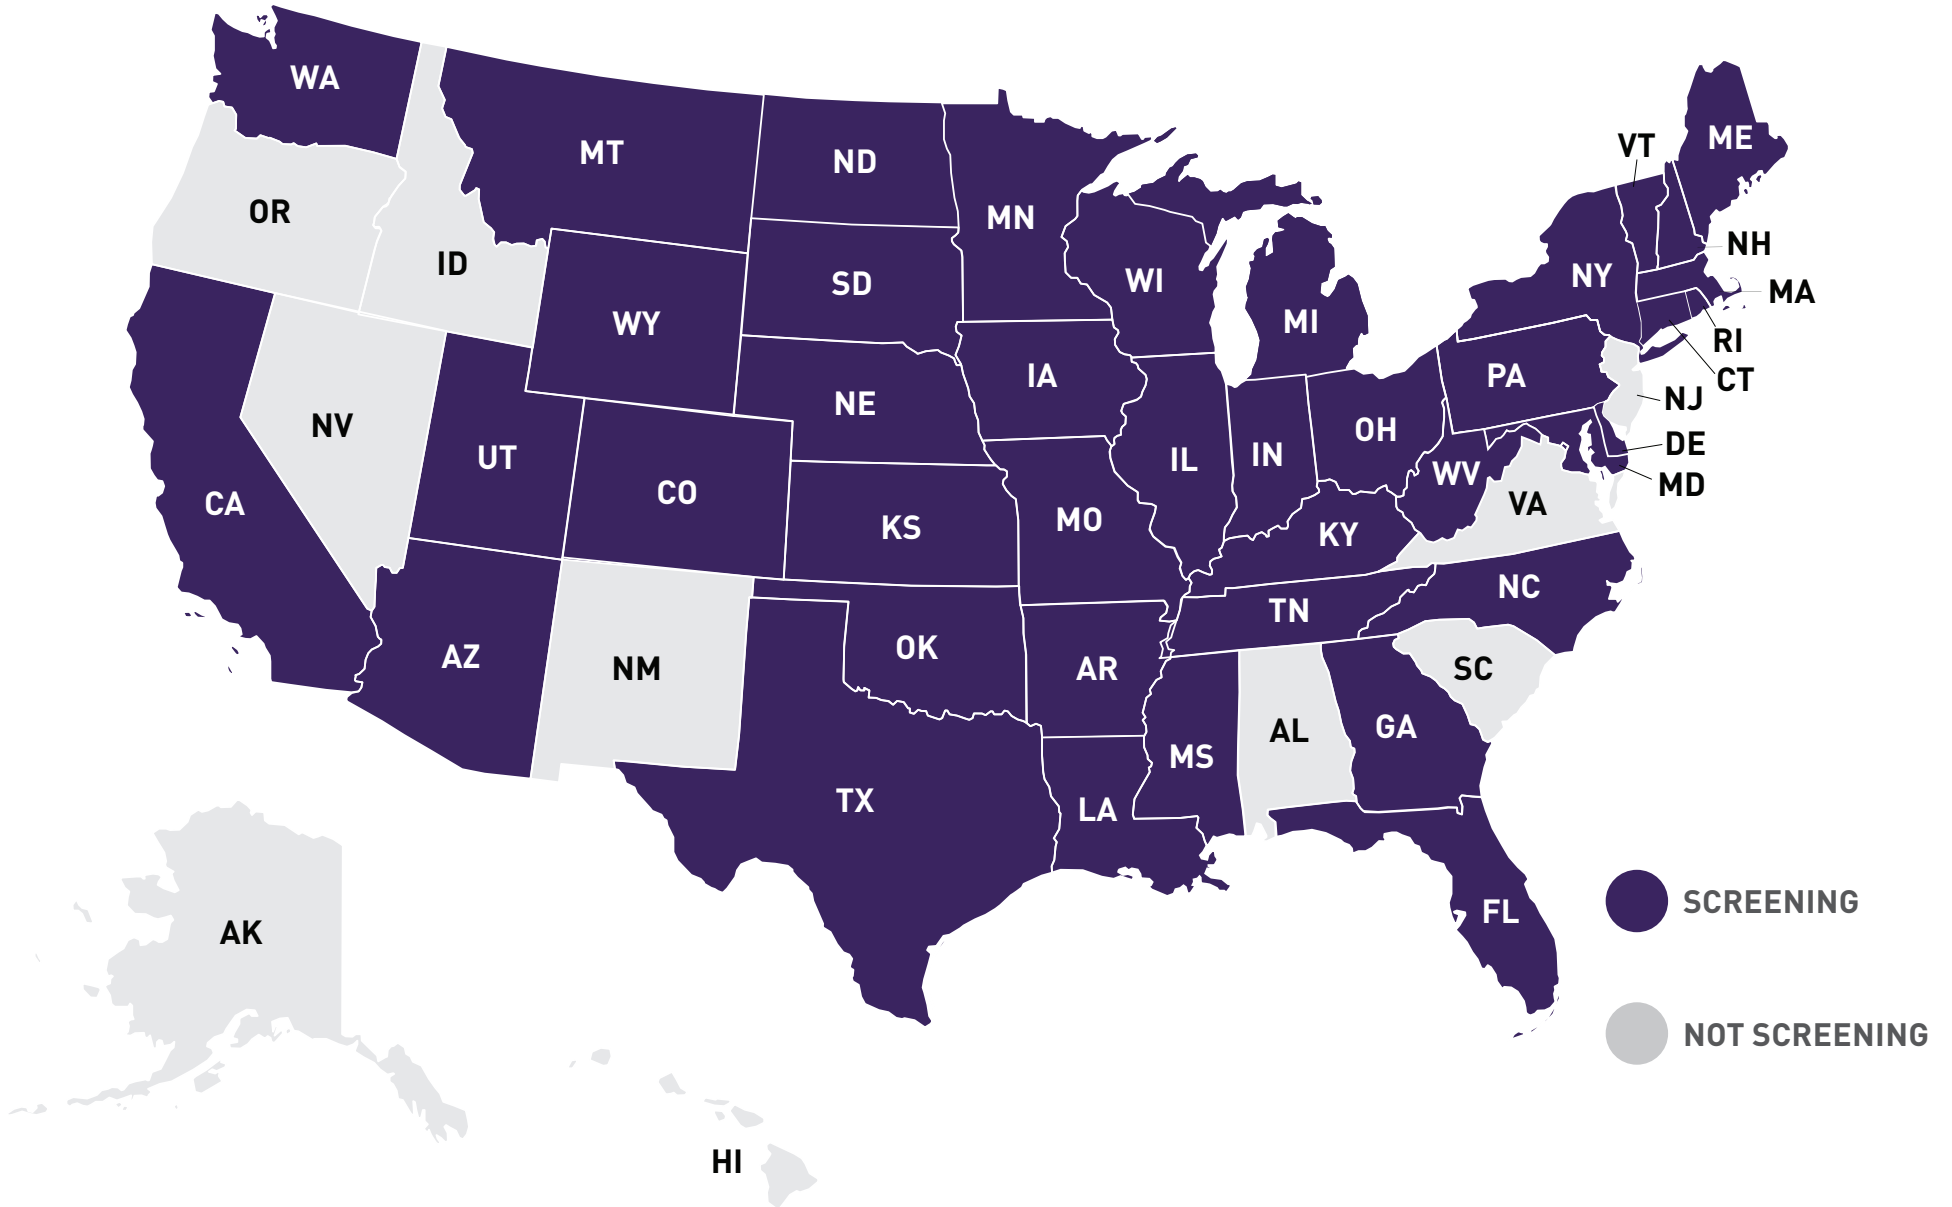 WA
MT
ND
MN
VT
ME
OR
ID
SD
WI
MI
NY
NH
MA
WY
RI
IA
PA
CT
NE
NJ
NV
UT
CO
IL
IN
OH
WV
DE
MD
CA
KS
MO
KY
VA
NC
TN
AZ
NM
OK
AR
SC
MS
AL
GA
TX
LA
FL
SCREENING
AK
NOT SCREENING
HI